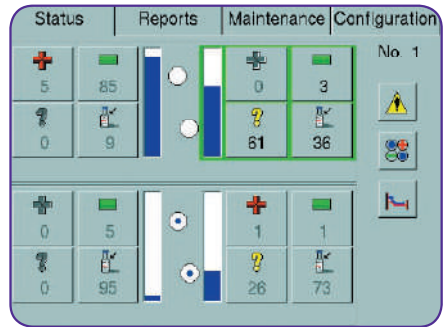 Status Reports Maintenance Configuration
No. 1
5 85 0 3
0 9 61 36
0 5 1 1
0 95 26 73